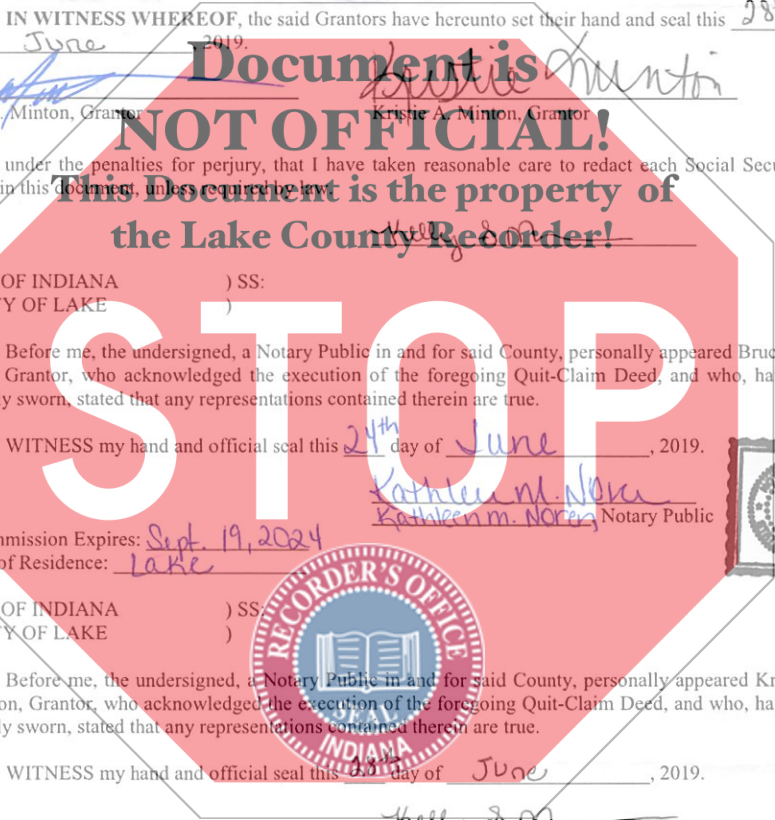 IN WITNESS WHEREOF, the said Grantors have hereunto set their hand and seal this 28
June 2019.
Document is
Kristie Minton
Minton, Grantor Kristie A. Minton, Grantor
NOT OFFICIAL!
under the penalties for perjury, that I have taken reasonable care to redact each Social Secu
in this document, unless required by law.
This Document is the property of
the Lake County Recorder!
Kelly
OF INDIANA ) SS:
Y OF LAKE )
STOP
Before me, the undersigned, a Notary Public in and for said County, personally appeared Bruc
Grantor, who acknowledged the execution of the foregoing Quit-Claim Deed, and who, ha
ly sworn, stated that any representations contained therein are true.
WITNESS my hand and official seal this 24th day of June, 2019.
Kathleen M. Noren
Kathleen m. Noren, Notary Public
mmission Expires: Sept. 19, 2024
of Residence: Lake
OF INDIANA ) SS:
Y OF LAKE )
RECORDER'S OFFICE
SEAL
INDIANA
Before me, the undersigned, a Notary Public in and for said County, personally appeared Kr
on, Grantor, who acknowledged the execution of the foregoing Quit-Claim Deed, and who, ha
ly sworn, stated that any representations contained therein are true.
WITNESS my hand and official seal this 28th day of June, 2019.
Kelly